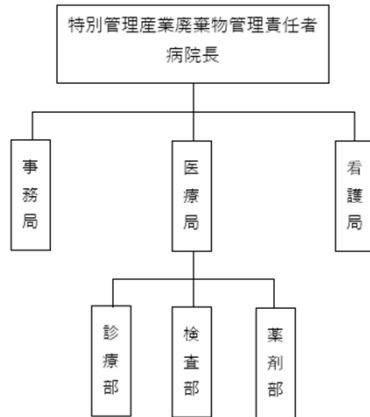 特別管理産業廃棄物管理責任者
病院長
事務局
医療局
看護局
診療部
検査部
薬剤部